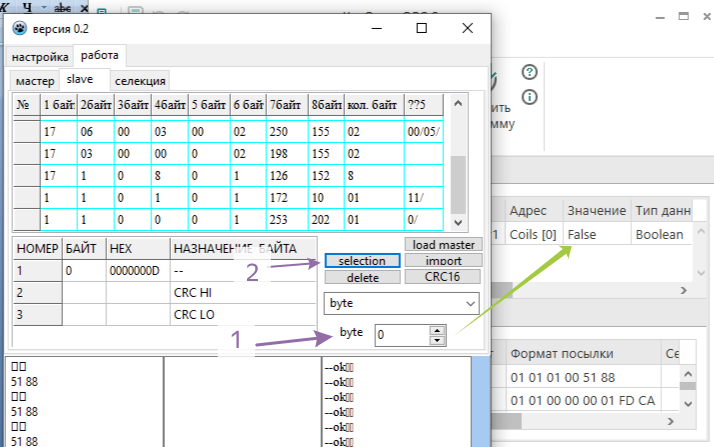 К Ч abc
версия 0.2
настройка работа
мастер slave селекция
№ 1 байт 2байт 3байт 4байт 5 байт 6 байт 7байт 8байт кол. байт ??5
17 06 00 03 00 02 250 155 02 00/05/
17 03 00 00 0 02 198 155 02
17 1 0 8 0 1 126 152 8
1 1 0 1 0 1 172 10 01 11/
1 1 0 0 0 1 253 202 01 0/
НОМЕР БАЙТ HEX НАЗНАЧЕНИЕ БАЙТА
1 0 0000000D --
2 CRC HI
3 CRC LO
load master
selection import
delete CRC16
2
byte
1 byte 0
51 88
51 88
51 88
--ok
--ok
--ok
--ok
--ok
--ok
ить
мму
Адрес Значение Тип данн
1 Coils [0] False Boolean
Формат посылки Се
01 01 01 00 51 88
01 01 00 00 00 01 FD CA